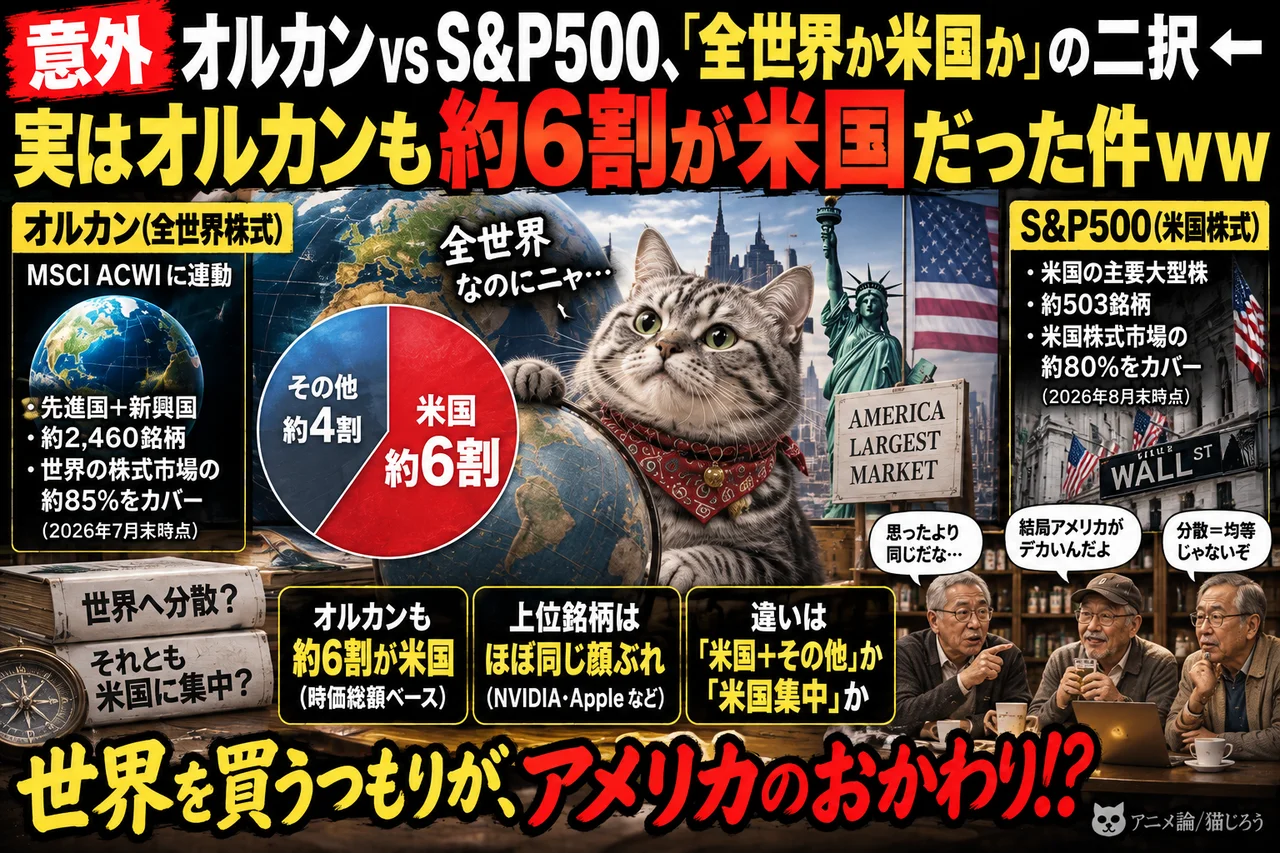 意外 オルカンvsS&P500、「全世界か米国か」の二択←
実はオルカンも約6割が米国だった件ww
オルカン(全世界株式)
MSCI ACWIに連動
・先進国+新興国
・約2,460銘柄
・世界の株式市場の
約85%をカバー
(2026年7月末時点)
全世界
なのにニャ…
その他
約4割
米国
約6割
AMERICA
LARGEST
MARKET
S&P500(米国株式)
・米国の主要大型株
・約503銘柄
・米国株式市場の
約80%をカバー
(2026年8月末時点)
WALL ST
思ったより
同じだな…
結局アメリカが
デカいんだよ
分散=均等
じゃないぞ
世界へ分散?
それとも
米国に集中?
オルカンも
約6割が米国
(時価総額ベース)
上位銘柄は
ほぼ同じ顔ぶれ
(NVIDIA・Appleなど)
違いは
「米国+その他」か
「米国集中」か
世界を買うつもりが、アメリカのおかわり!?
アニメ論/猫じろう